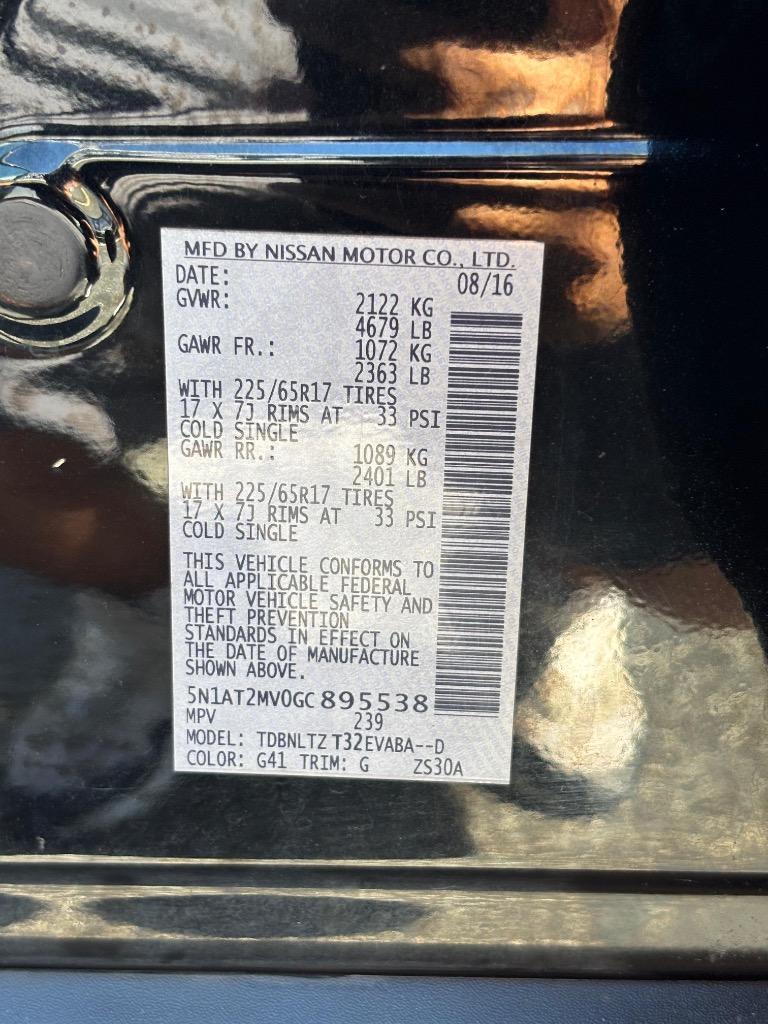 MFD BY NISSAN MOTOR CO., LTD.
DATE: 08/16
GVWR: 2122 KG
4679 LB
GAWR FR.: 1072 KG
2363 LB
WITH 225/65R17 TIRES
17 X 7J RIMS AT 33 PSI
COLD SINGLE
GAWR RR.: 1089 KG
2401 LB
WITH 225/65R17 TIRES
17 X 7J RIMS AT 33 PSI
COLD SINGLE
THIS VEHICLE CONFORMS TO
ALL APPLICABLE FEDERAL
MOTOR VEHICLE SAFETY AND
THEFT PREVENTION
STANDARDS IN EFFECT ON
THE DATE OF MANUFACTURE
SHOWN ABOVE.
5N1AT2MV0GC895538
MPV 239
MODEL: TDBNLTZ T32EVABA--D
COLOR: G41 TRIM: G ZS30A